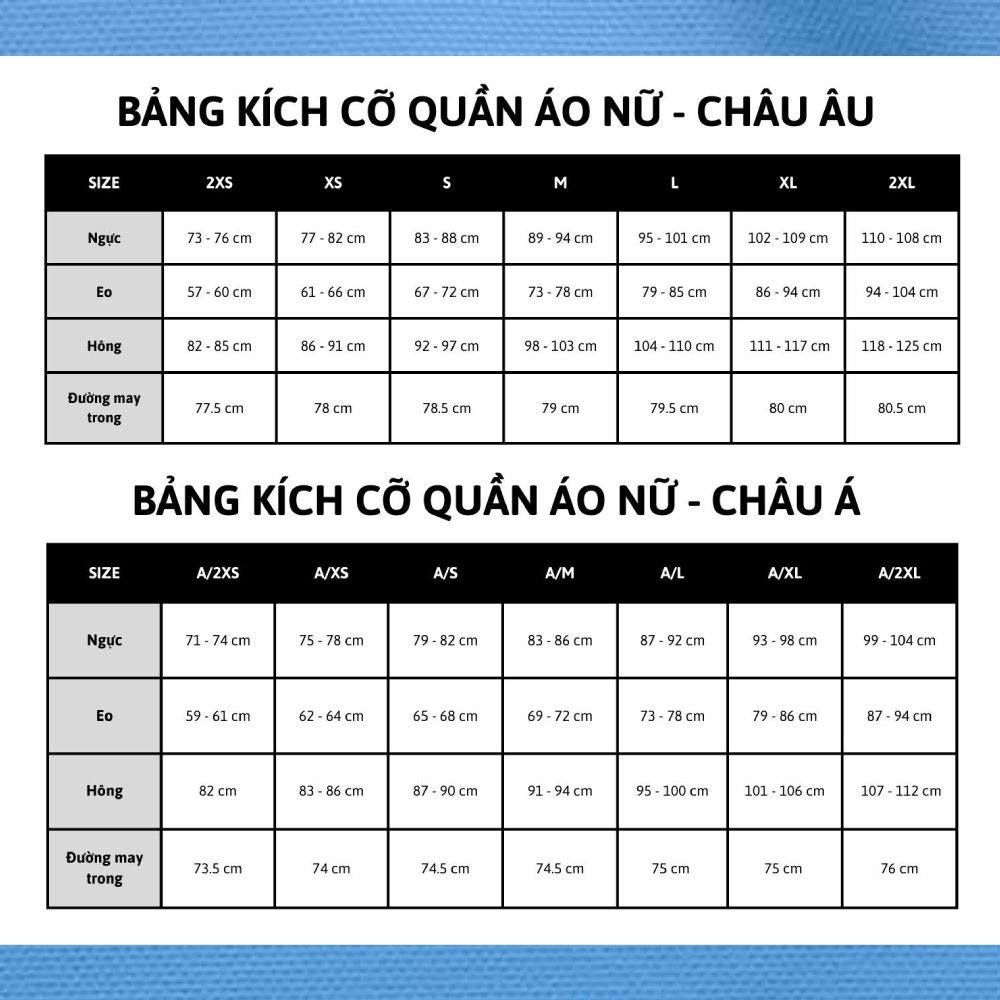 BẢNG KÍCH CỠ QUẦN ÁO NỮ - CHÂU ÂU
SIZE 2XS XS S M L XL 2XL
Ngực 73 - 76 cm 77 - 82 cm 83 - 88 cm 89 - 94 cm 95 - 101 cm 102 - 109 cm 110 - 108 cm
Eo 57 - 60 cm 61 - 66 cm 67 - 72 cm 73 - 78 cm 79 - 85 cm 86 - 94 cm 94 - 104 cm
Hông 82 - 85 cm 86 - 91 cm 92 - 97 cm 98 - 103 cm 104 - 110 cm 111 - 117 cm 118 - 125 cm
Đường may trong 77.5 cm 78 cm 78.5 cm 79 cm 79.5 cm 80 cm 80.5 cm
BẢNG KÍCH CỠ QUẦN ÁO NỮ - CHÂU Á
SIZE A/2XS A/XS A/S A/M A/L A/XL A/2XL
Ngực 71 - 74 cm 75 - 78 cm 79 - 82 cm 83 - 86 cm 87 - 92 cm 93 - 98 cm 99 - 104 cm
Eo 59 - 61 cm 62 - 64 cm 65 - 68 cm 69 - 72 cm 73 - 78 cm 79 - 86 cm 87 - 94 cm
Hông 82 cm 83 - 86 cm 87 - 90 cm 91 - 94 cm 95 - 100 cm 101 - 106 cm 107 - 112 cm
Đường may trong 73.5 cm 74 cm 74.5 cm 74.5 cm 75 cm 75 cm 76 cm